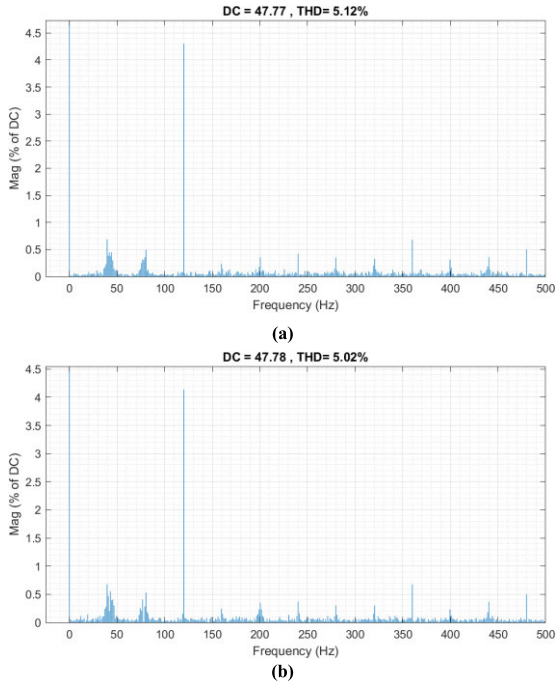 DC = 47.77 , THD= 5.12%
4.5
4
3.5
3
2.5
2
1.5
1
0.5
0
Mag (% of DC)
0 50 100 150 200 250 300 350 400 450 500
Frequency (Hz)
(a)
DC = 47.78 , THD= 5.02%
4.5
4
3.5
3
2.5
2
1.5
1
0.5
0
Mag (% of DC)
0 50 100 150 200 250 300 350 400 450 500
Frequency (Hz)
(b)